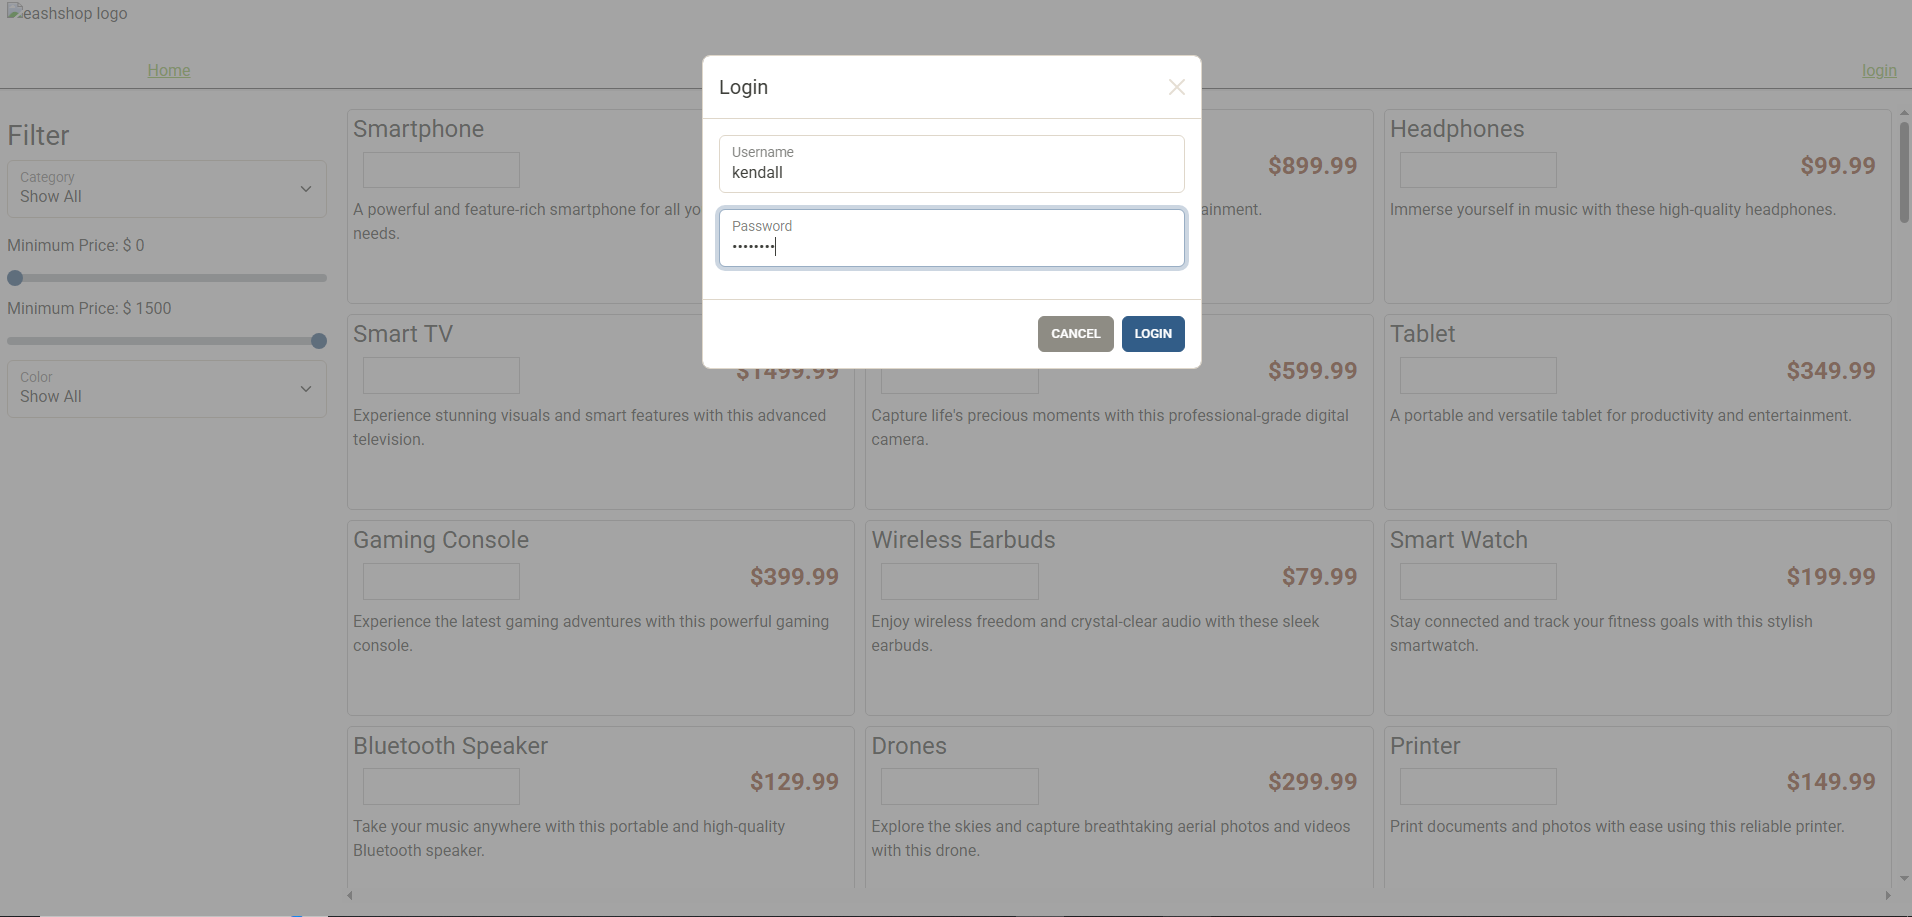 eashshop logo
Home
login
Login
Username
kendall
Password
••••••••
CANCEL
LOGIN
Filter
Category
Show All
Minimum Price: $ 0
Minimum Price: $ 1500
Color
Show All
Smartphone
A powerful and feature-rich smartphone for all yo
needs.
$899.99
ainment.
Headphones
$99.99
Immerse yourself in music with these high-quality headphones.
Smart TV
$1499.99
Experience stunning visuals and smart features with this advanced
television.
$599.99
Capture life's precious moments with this professional-grade digital
camera.
Tablet
$349.99
A portable and versatile tablet for productivity and entertainment.
Gaming Console
$399.99
Experience the latest gaming adventures with this powerful gaming
console.
Wireless Earbuds
$79.99
Enjoy wireless freedom and crystal-clear audio with these sleek
earbuds.
Smart Watch
$199.99
Stay connected and track your fitness goals with this stylish
smartwatch.
Bluetooth Speaker
$129.99
Take your music anywhere with this portable and high-quality
Bluetooth speaker.
Drones
$299.99
Explore the skies and capture breathtaking aerial photos and videos
with this drone.
Printer
$149.99
Print documents and photos with ease using this reliable printer.